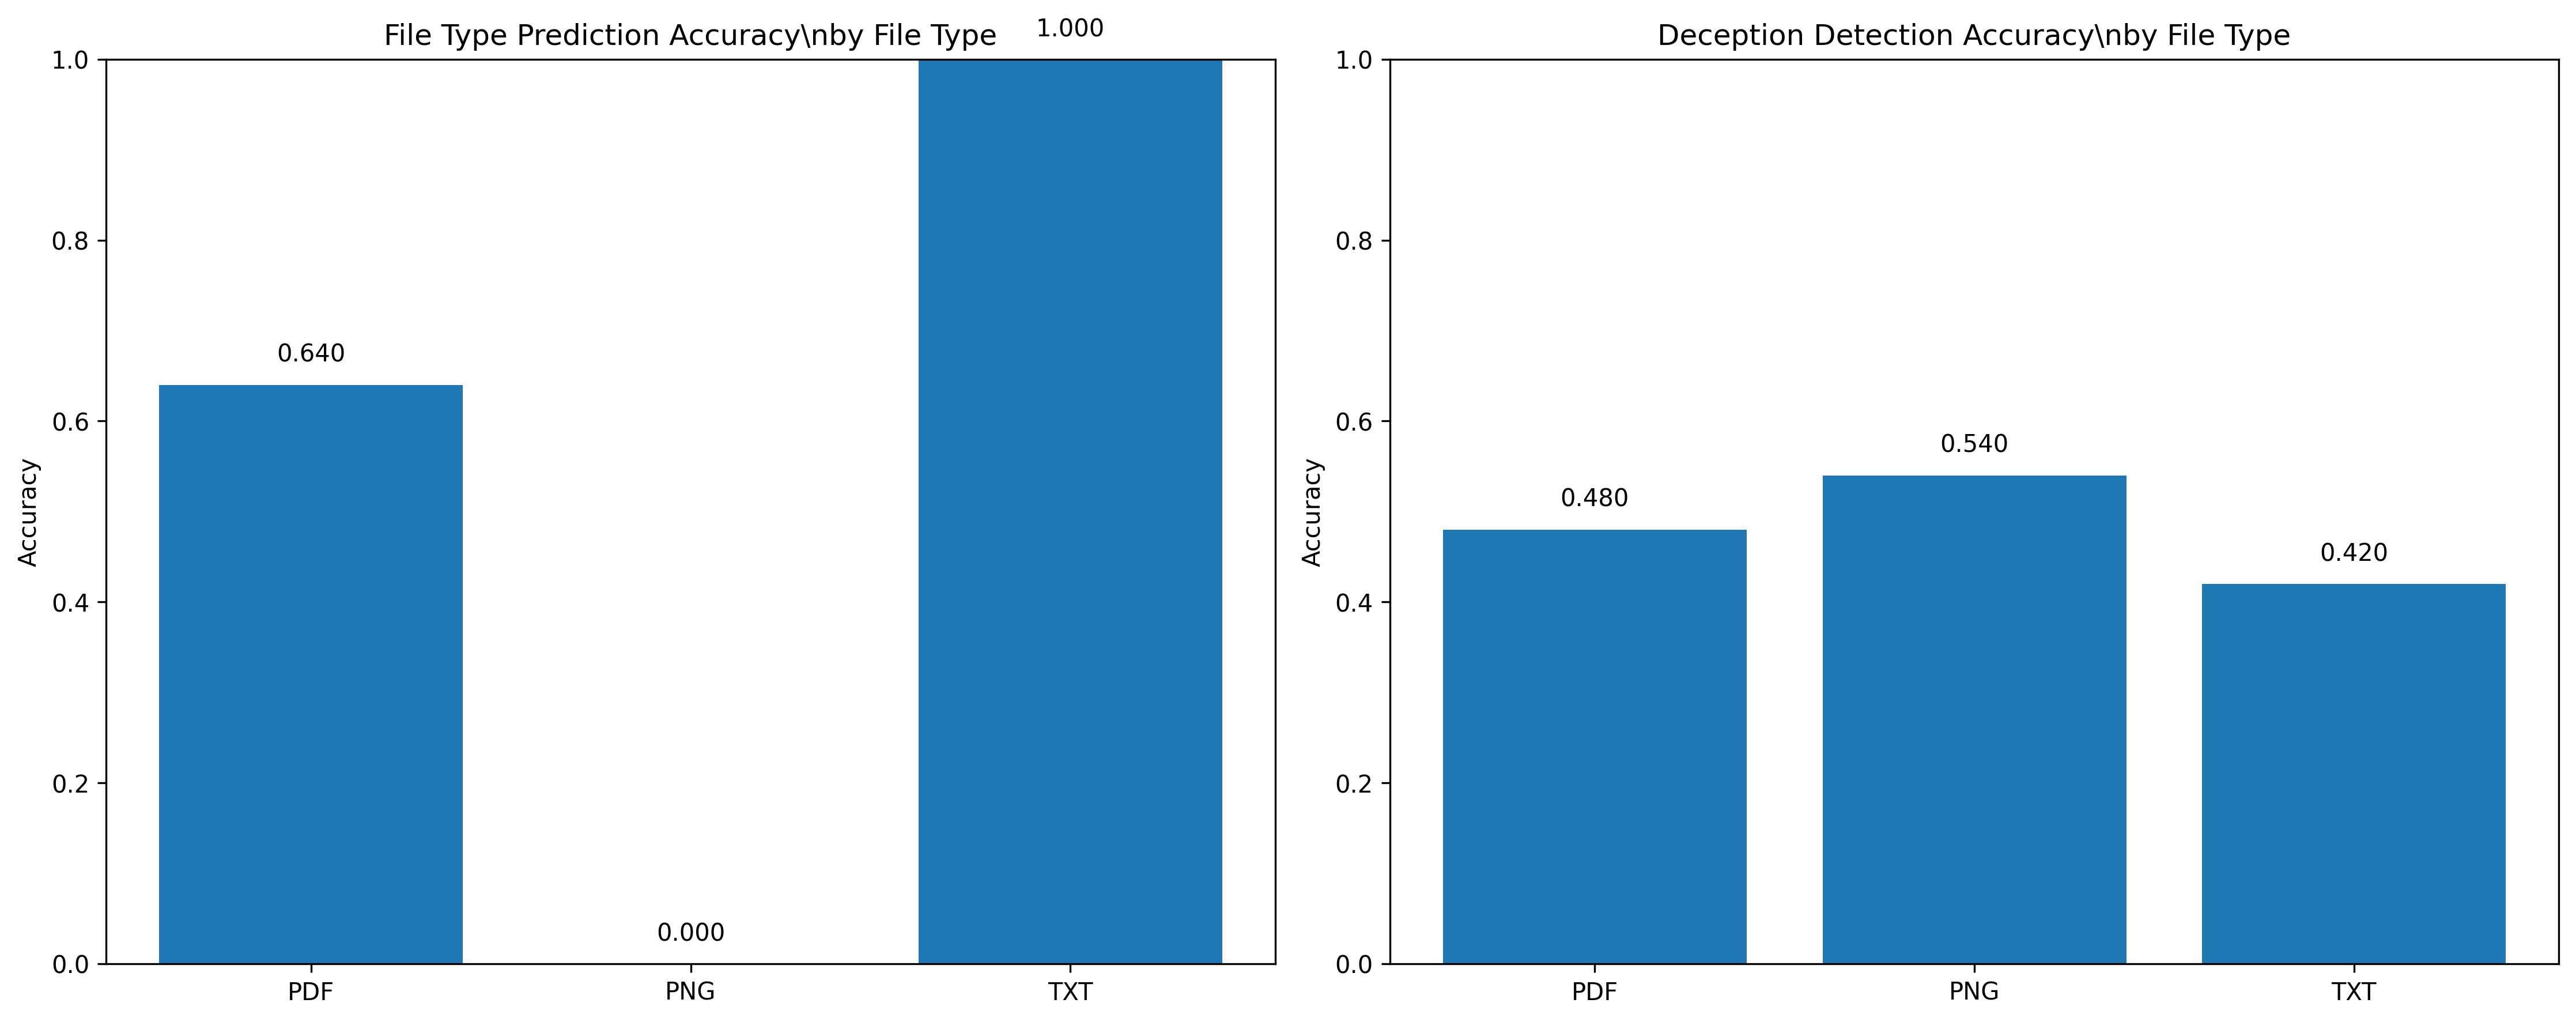 File Type Prediction Accuracy\nby File Type
1.000
1.0
0.8
0.6
0.4
0.2
0.0
Accuracy
0.640
0.000
PDF
PNG
TXT
Deception Detection Accuracy\nby File Type
1.0
0.8
0.6
0.4
0.2
0.0
Accuracy
0.480
0.540
0.420
PDF
PNG
TXT